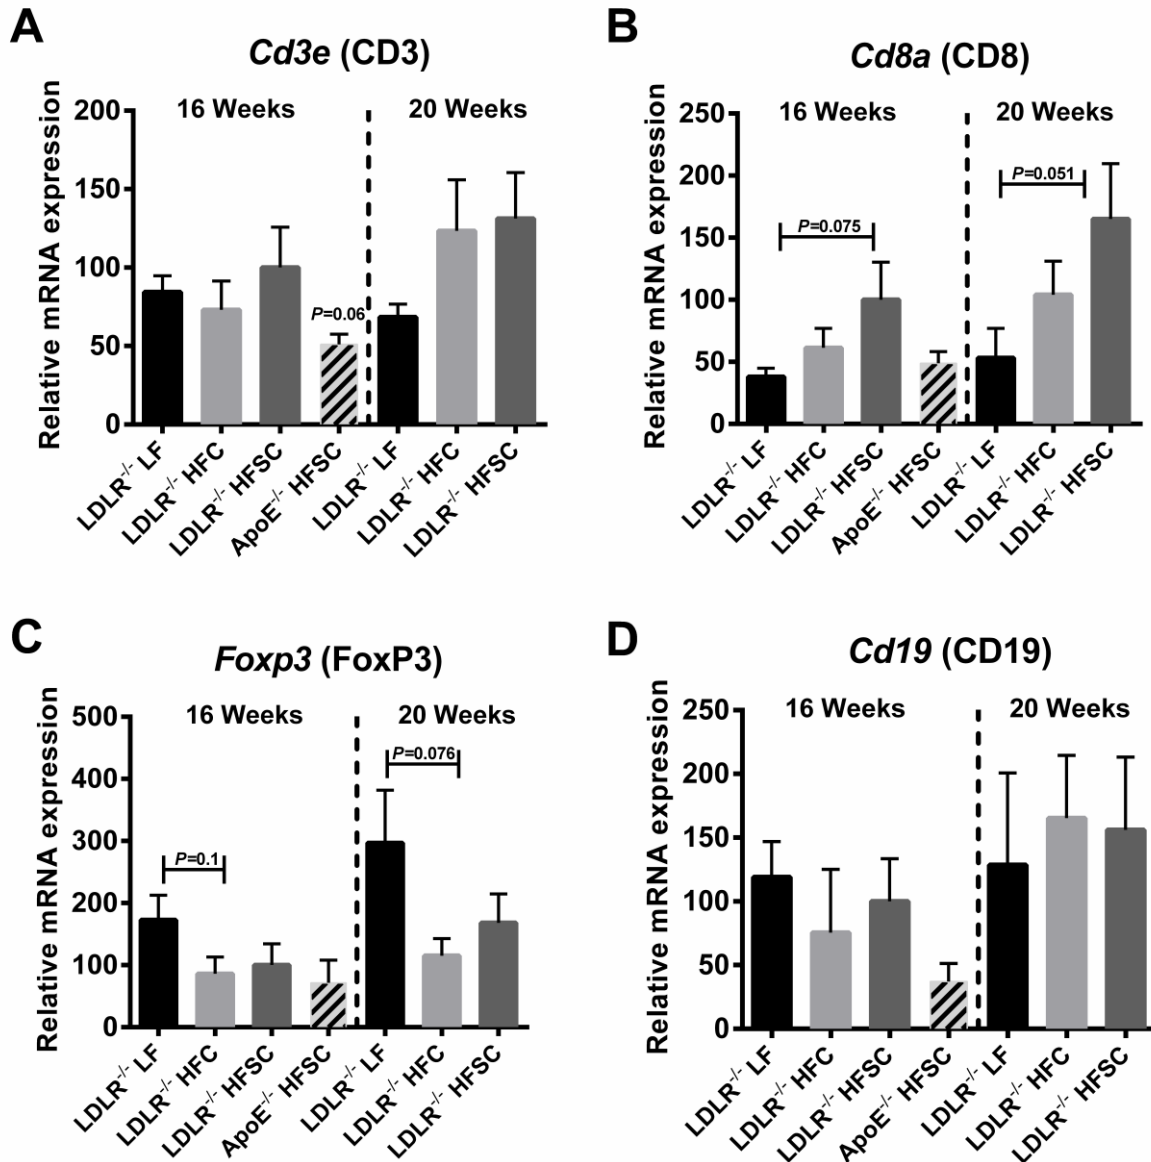 A
Cd3e (CD3)
Relative mRNA expression
200
150
100
50
0
16 Weeks
20 Weeks
P=0.06
LDLR-/- LF
LDLR-/- HFC
LDLR-/- HFSC
ApoE-/- HFSC
LDLR-/- LF
LDLR-/- HFC
LDLR-/- HFSC
B
Cd8a (CD8)
Relative mRNA expression
250
200
150
100
50
0
16 Weeks
20 Weeks
P=0.075
P=0.051
LDLR-/- LF
LDLR-/- HFC
LDLR-/- HFSC
ApoE-/- HFSC
LDLR-/- LF
LDLR-/- HFC
LDLR-/- HFSC
C
Foxp3 (FoxP3)
Relative mRNA expression
500
400
300
200
100
0
16 Weeks
20 Weeks
P=0.1
P=0.076
LDLR-/- LF
LDLR-/- HFC
LDLR-/- HFSC
ApoE-/- HFSC
LDLR-/- LF
LDLR-/- HFC
LDLR-/- HFSC
D
Cd19 (CD19)
Relative mRNA expression
250
200
150
100
50
0
16 Weeks
20 Weeks
LDLR-/- LF
LDLR-/- HFC
LDLR-/- HFSC
ApoE-/- HFSC
LDLR-/- LF
LDLR-/- HFC
LDLR-/- HFSC